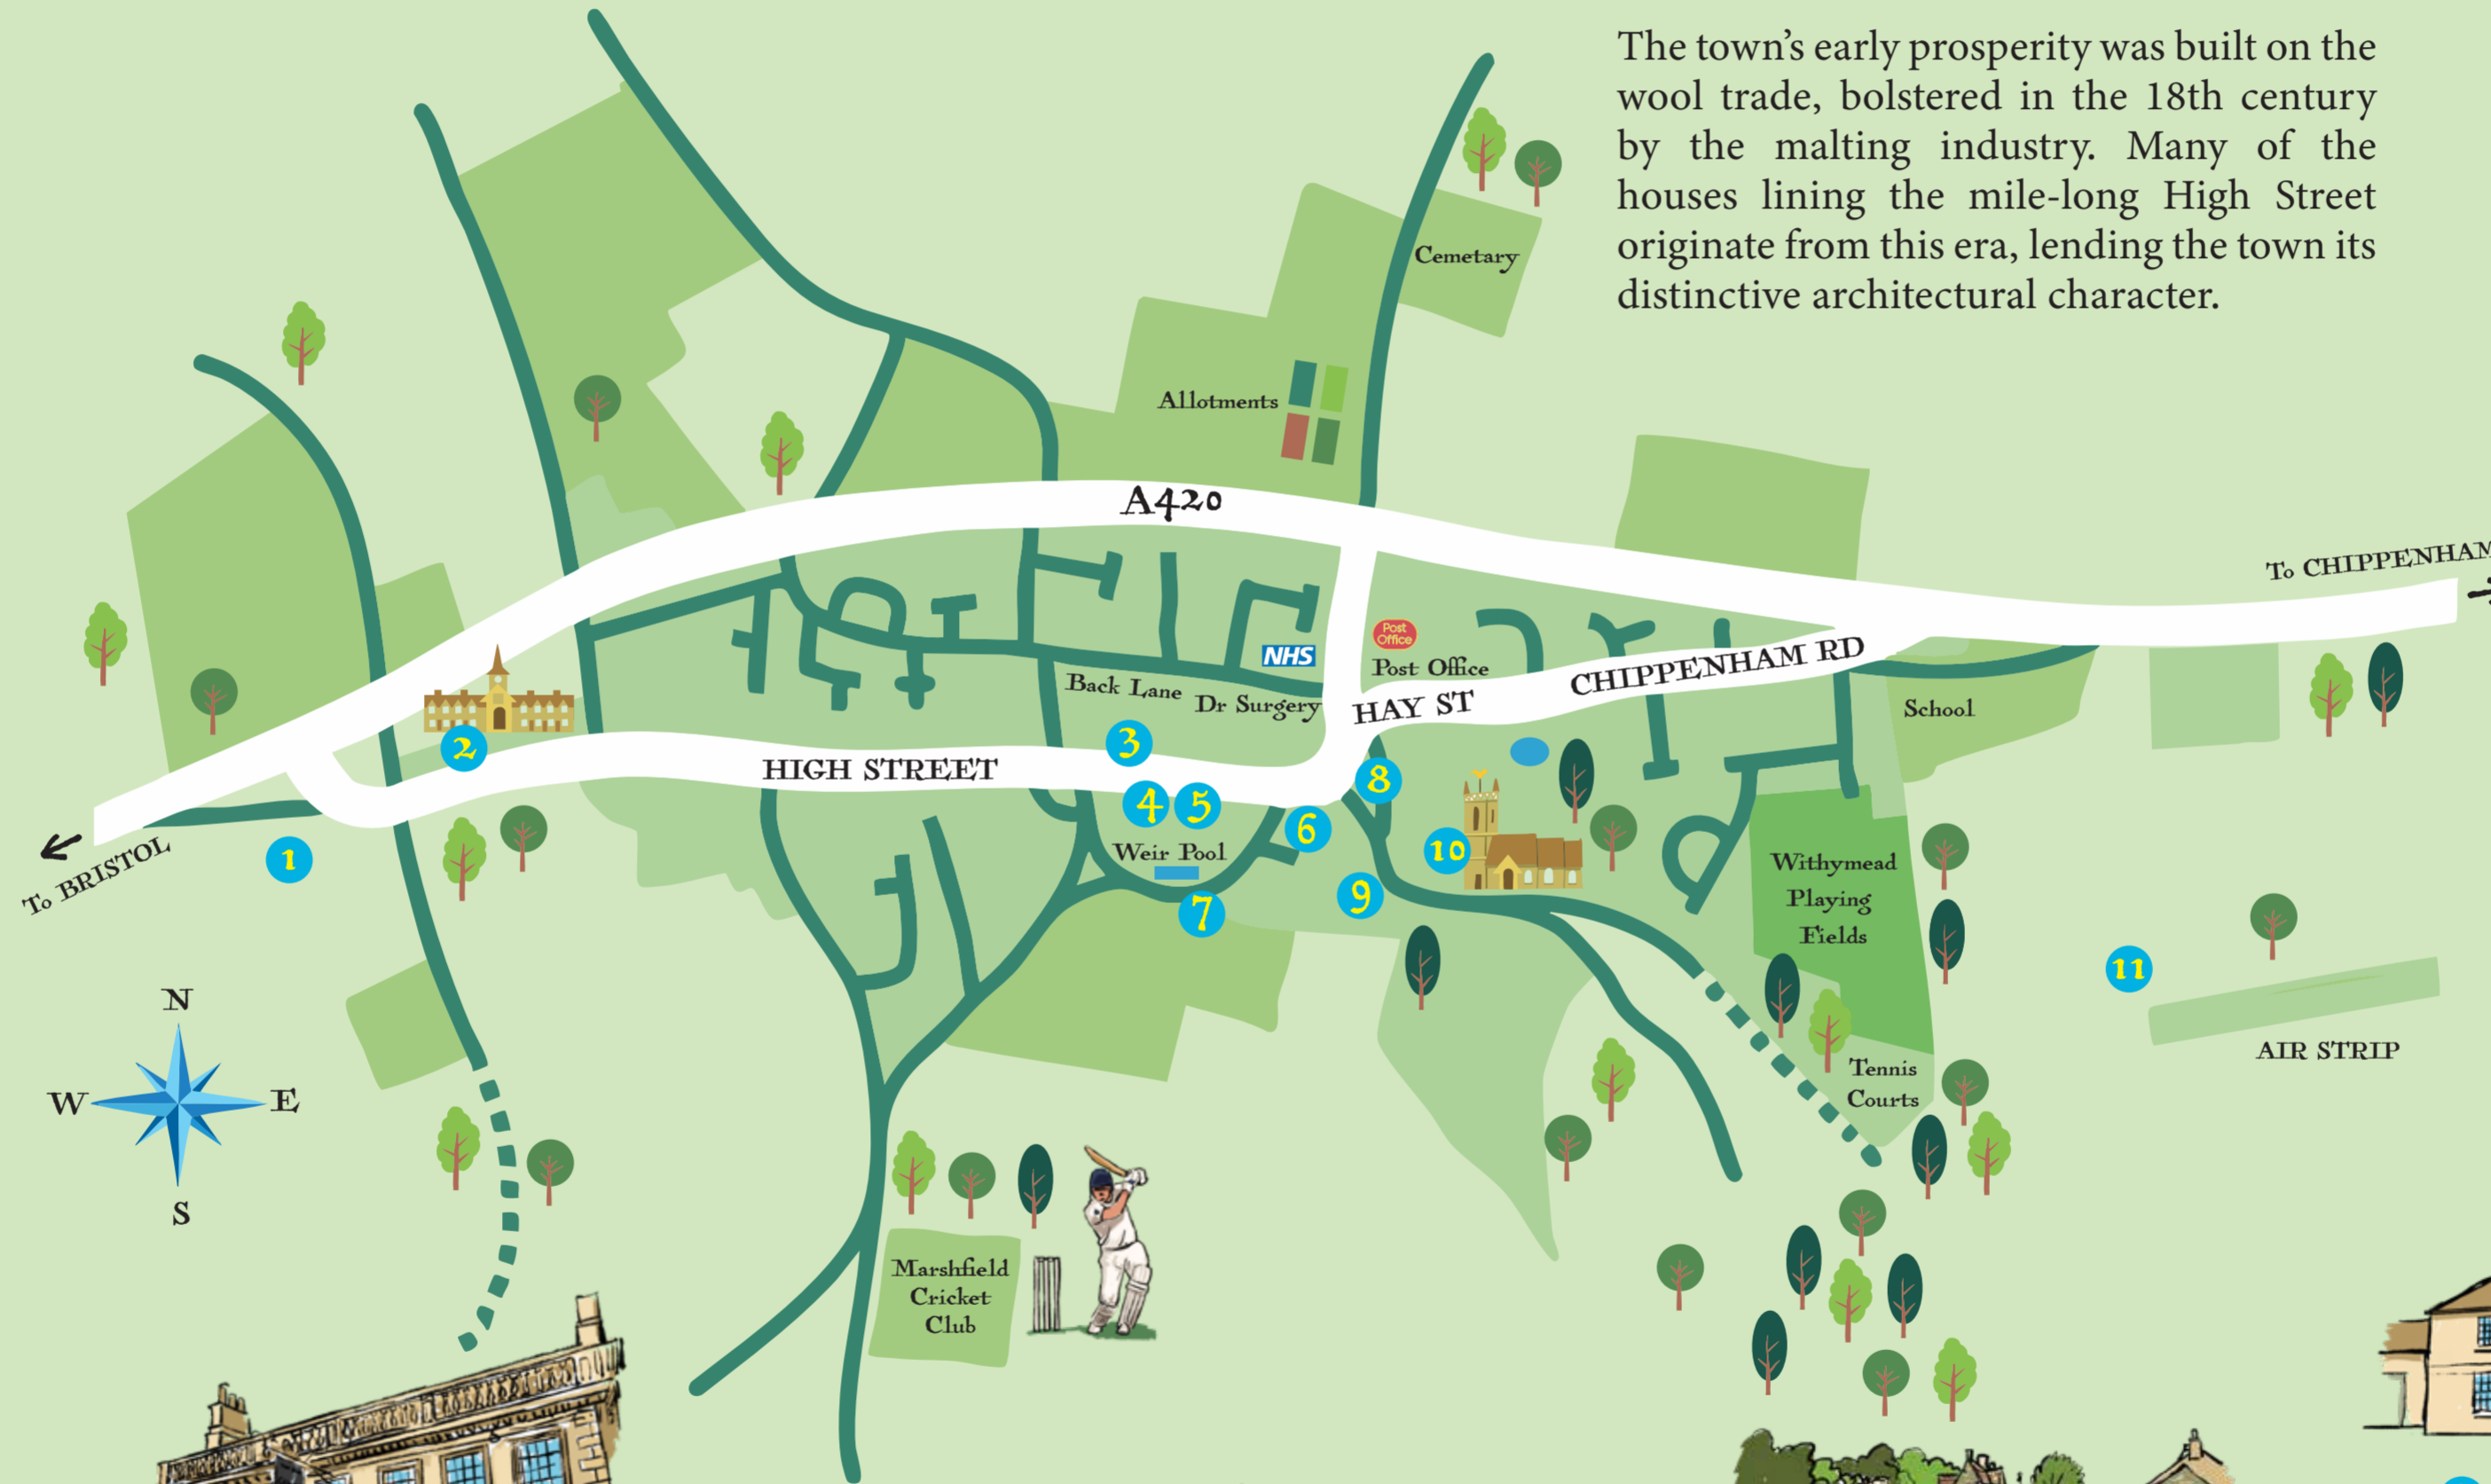 The town's early prosperity was built on the
wool trade, bolstered in the 18th century
by the malting industry. Many of the
houses lining the mile-long High Street
originate from this era, lending the town its
distinctive architectural character.
Cemetary
Allotments
A420
To CHIPPENHAM
Post
Office
Post Office
NHS
Back Lane
Dr Surgery
HAY ST
CHIPPENHAM RD
School
2
3
HIGH STREET
8
4
5
6
1
To BRISTOL
Weir Pool
10
7
9
Withymead
Playing
Fields
11
AIR STRIP
Tennis
Courts
N
W
E
S
Marshfield
Cricket
Club